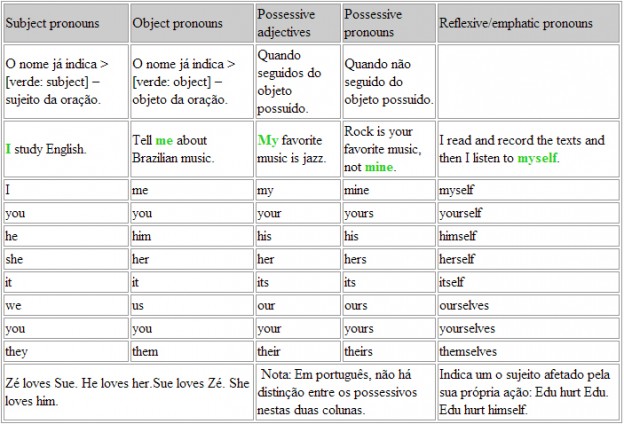 Subject pronouns
Object pronouns
Possessive
adjectives
Possessive
pronouns
Reflexive/emphatic pronouns
O nome já indica >
[verde: subject] –
sujeito da oração.
O nome já indica >
[verde: object] –
objeto da oração.
Quando
seguidos do
objeto
possuido.
Quando não
seguido do
objeto possuido.
I study English.
Tell me about
Brazilian music.
My favorite
music is jazz.
Rock is your
favorite music,
not mine.
I read and record the texts and
then I listen to myself.
I me my mine myself
you you your yours yourself
he him his his himself
she her her hers herself
it it its its itself
we us our ours ourselves
you you your yours yourselves
they them their theirs themselves
Zé loves Sue. He loves her.Sue loves Zé. She
loves him.
Nota: Em português, não há
distinção entre os possessivos
nestas duas colunas.
Indica um o sujeito afetado pela
sua própria ação: Edu hurt Edu.
Edu hurt himself.